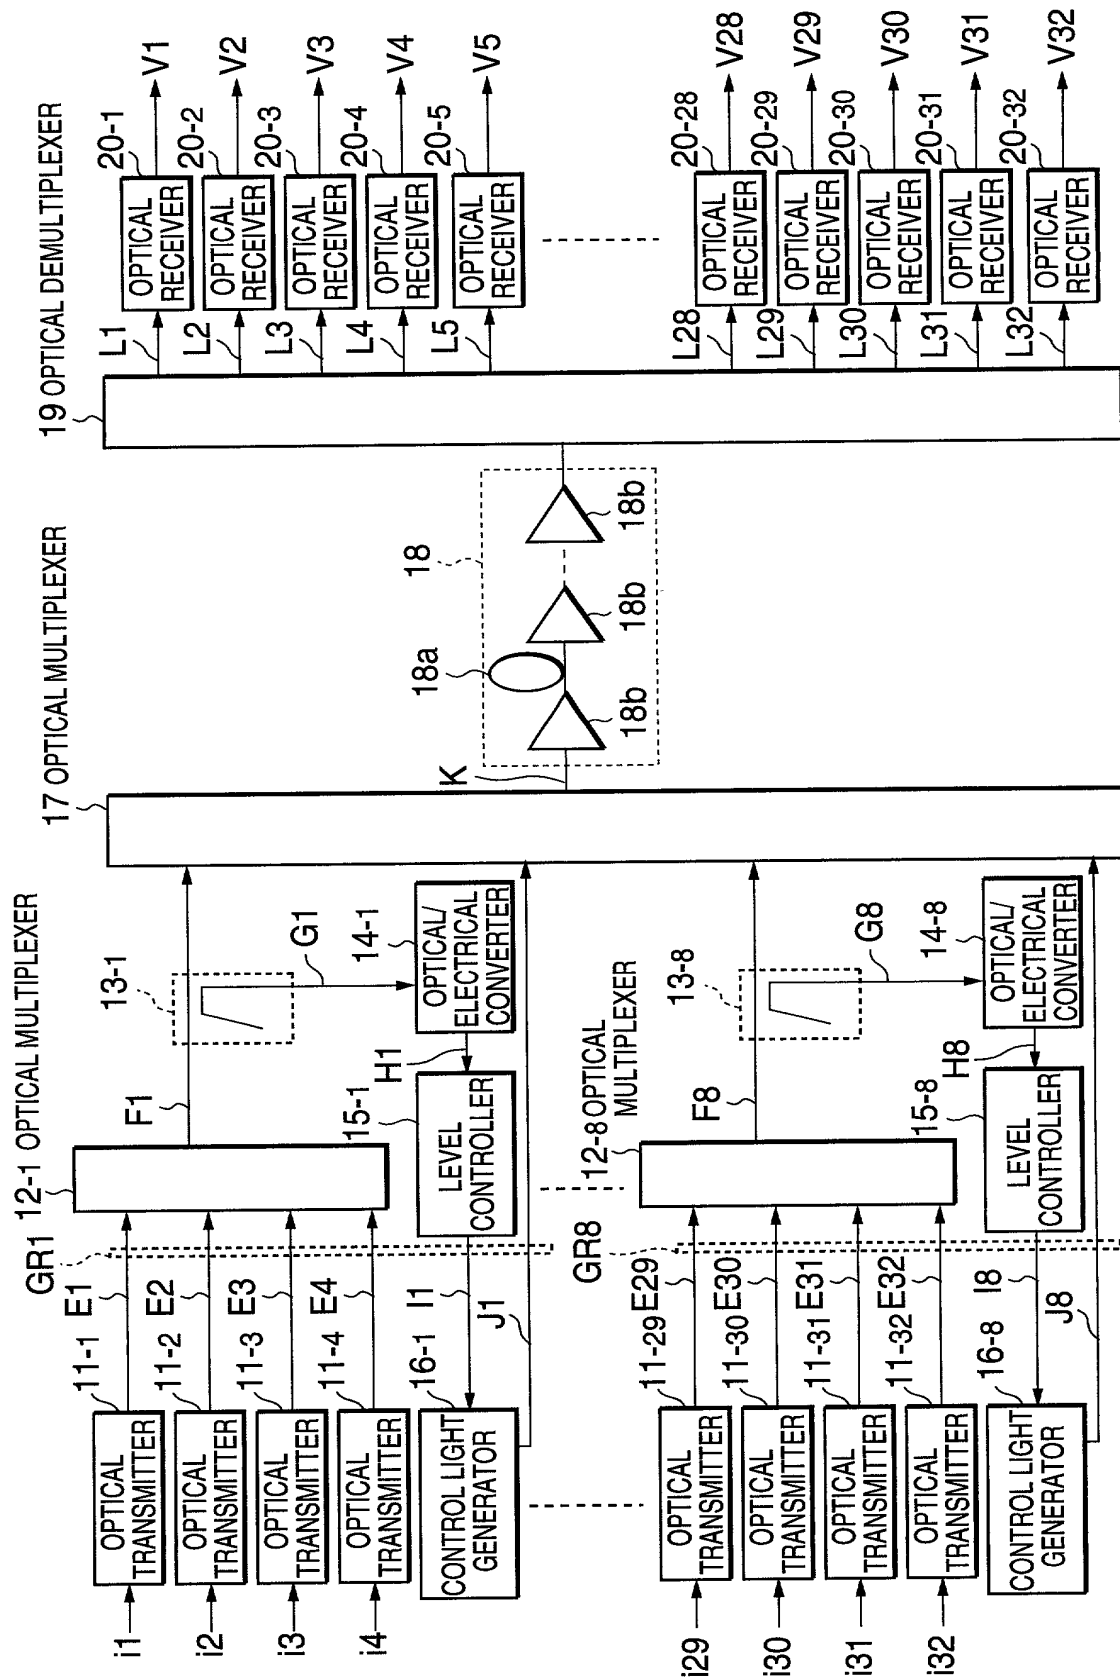 i1
i2
i3
i4
OPTICAL
TRANSMITTER
11-1
E1
OPTICAL
TRANSMITTER
11-2
E2
OPTICAL
TRANSMITTER
11-3
E3
OPTICAL
TRANSMITTER
11-4
E4
CONTROL LIGHT
GENERATOR
16-1
I1
J1
GR1
12-1 OPTICAL MULTIPLEXER
F1
13-1
G1
14-1
OPTICAL/
ELECTRICAL
CONVERTER
H1
15-1
LEVEL
CONTROLLER
i29
i30
i31
i32
OPTICAL
TRANSMITTER
11-29
E29
OPTICAL
TRANSMITTER
11-30
E30
OPTICAL
TRANSMITTER
11-31
E31
OPTICAL
TRANSMITTER
11-32
E32
CONTROL LIGHT
GENERATOR
16-8
I8
J8
GR8
12-8 OPTICAL
MULTIPLEXER
F8
13-8
G8
14-8
OPTICAL/
ELECTRICAL
CONVERTER
H8
15-8
LEVEL
CONTROLLER
17 OPTICAL MULTIPLEXER
K
18
18a
18b
18b
18b
19 OPTICAL DEMULTIPLEXER
L1
OPTICAL
RECEIVER
20-1
V1
L2
OPTICAL
RECEIVER
20-2
V2
L3
OPTICAL
RECEIVER
20-3
V3
L4
OPTICAL
RECEIVER
20-4
V4
L5
OPTICAL
RECEIVER
20-5
V5
L28
OPTICAL
RECEIVER
20-28
V28
L29
OPTICAL
RECEIVER
20-29
V29
L30
OPTICAL
RECEIVER
20-30
V30
L31
OPTICAL
RECEIVER
20-31
V31
L32
OPTICAL
RECEIVER
20-32
V32